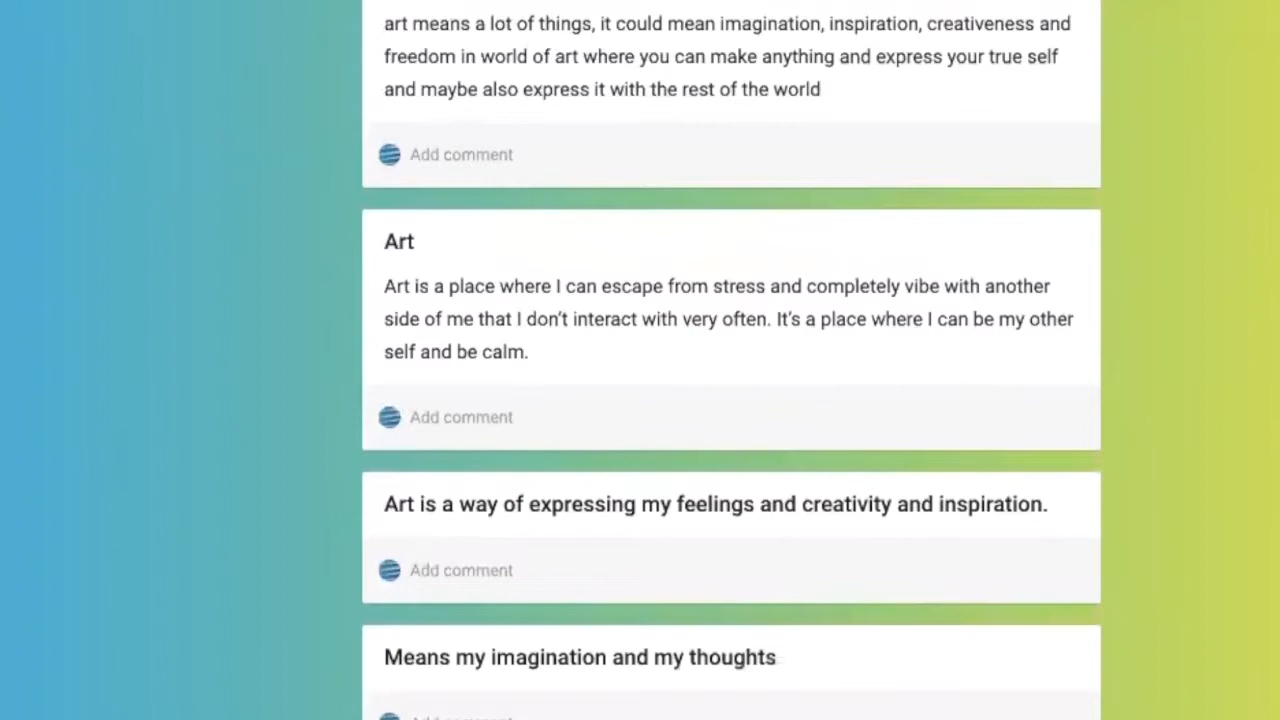 art means a lot of things, it could mean imagination, inspiration, creativeness and
freedom in world of art where you can make anything and express your true self
and maybe also express it with the rest of the world
Add comment
Art
Art is a place where I can escape from stress and completely vibe with another
side of me that I don't interact with very often. It's a place where I can be my other
self and be calm.
Add comment
Art is a way of expressing my feelings and creativity and inspiration.
Add comment
Means my imagination and my thoughts
Add comment